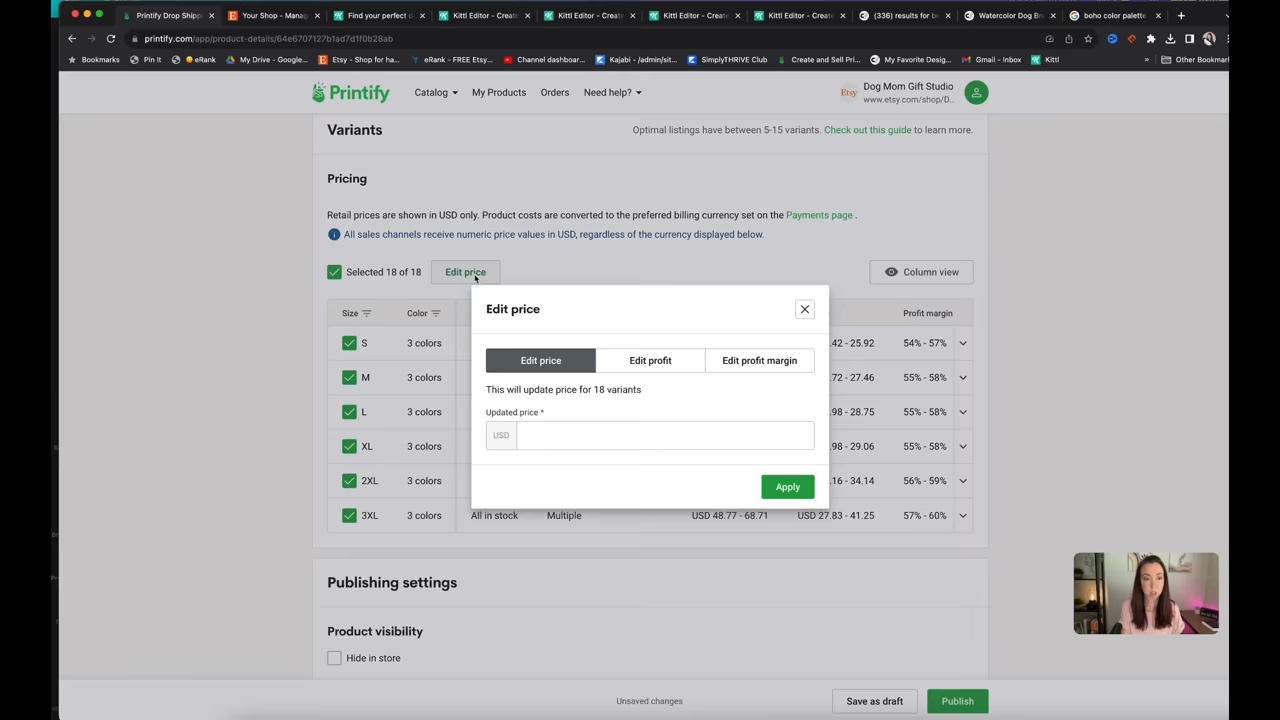 Printify Drop Shipp
Your Shop - Manag
Find your perfect d
Kittl Editor - Create
Kittl Editor - Create
Kittl Editor - Create
Kittl Editor - Create
(336) results for be
Watercolor Dog Br
boho color palette
printify.com/app/product-details/64e6707127b1ad7d1f0b28ab
Bookmarks
Pin It
eRank
My Drive - Google...
Etsy - Shop for ha...
eRank - FREE Etsy...
Channel dashboar...
Kajabi - /admin/sit...
SimplyTHRIVE Club
Create and Sell Pri...
My Favorite Desig...
Gmail - Inbox
Kittl
»
Other Bookmar
Printify
Catalog
My Products
Orders
Need help?
Etsy
Dog Mom Gift Studio
www.etsy.com/shop/D...
Variants
Optimal listings have between 5-15 variants. Check out this guide to learn more.
Pricing
Retail prices are shown in USD only. Product costs are converted to the preferred billing currency set on the Payments page .
All sales channels receive numeric price values in USD, regardless of the currency displayed below.
Selected 18 of 18
Edit price
Column view
Size
Color
Profit margin
S 3 colors .42 - 25.92 54% - 57%
M 3 colors .72 - 27.46 55% - 58%
L 3 colors .98 - 28.75 55% - 58%
XL 3 colors .98 - 29.06 55% - 58%
2XL 3 colors .16 - 34.14 56% - 59%
3XL 3 colors All in stock Multiple USD 48.77 - 68.71 USD 27.83 - 41.25 57% - 60%
Edit price
Edit price
Edit profit
Edit profit margin
This will update price for 18 variants
Updated price *
USD
Apply
Publishing settings
Product visibility
Hide in store
Unsaved changes
Save as draft
Publish